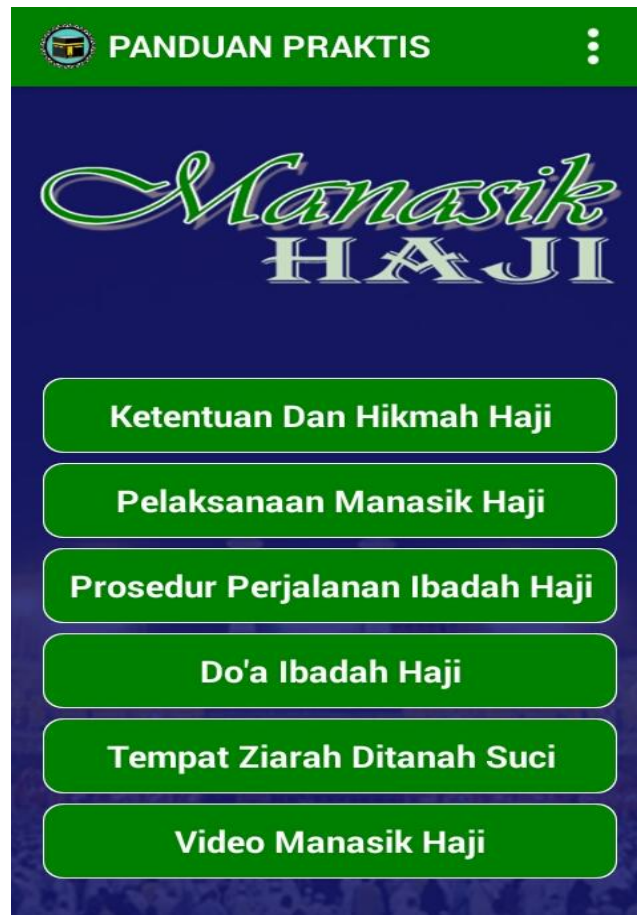 PANDUAN PRAKTIS
Manasik
HAJI
Ketentuan Dan Hikmah Haji
Pelaksanaan Manasik Haji
Prosedur Perjalanan Ibadah Haji
Do'a Ibadah Haji
Tempat Ziarah Ditanah Suci
Video Manasik Haji